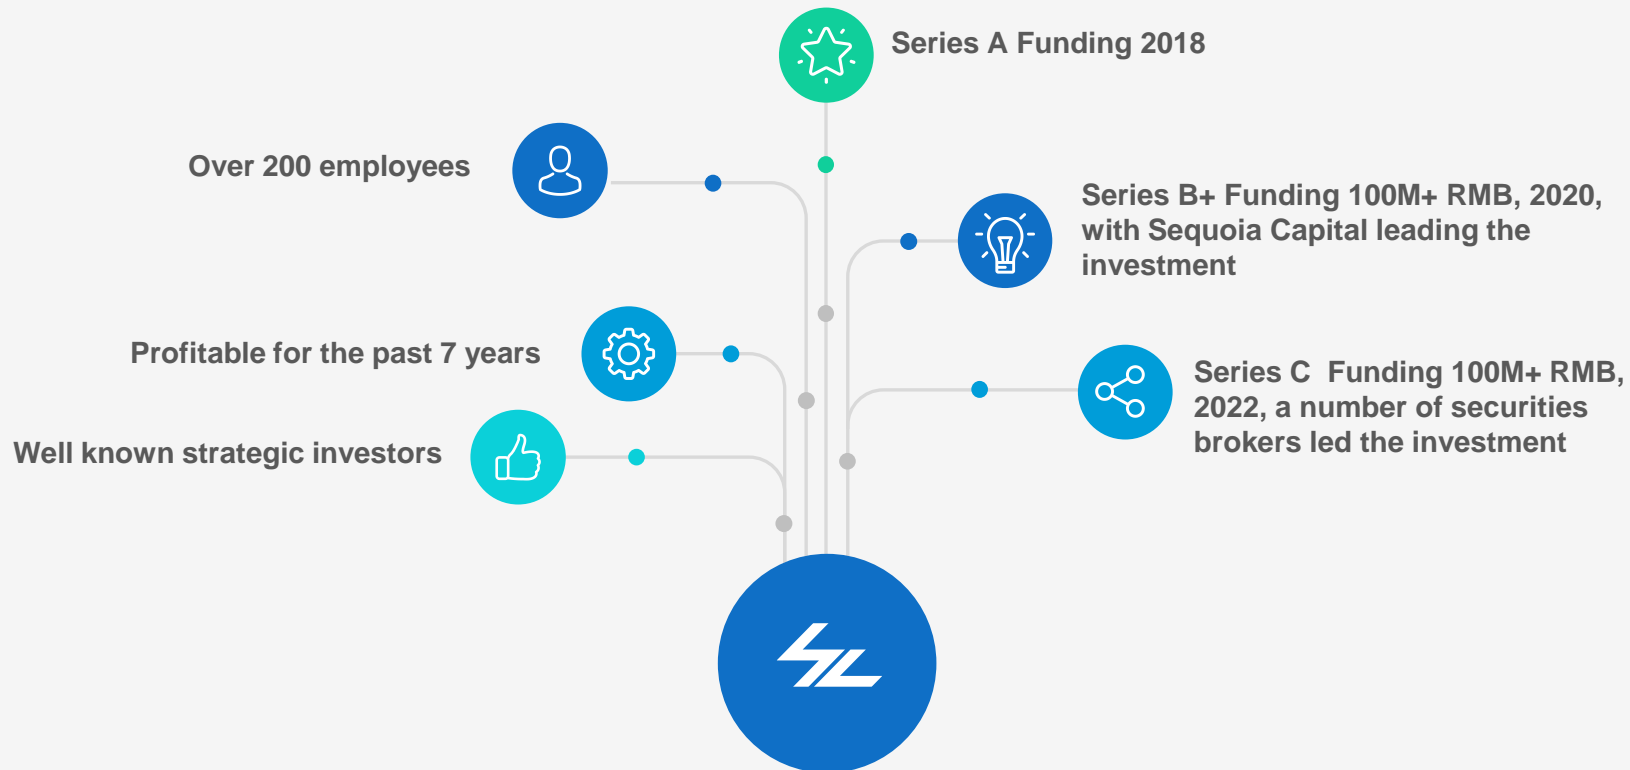 Series A Funding 2018
Over 200 employees
Series B+ Funding 100M+ RMB, 2020,
with Sequoia Capital leading the
investment
Profitable for the past 7 years
Series C  Funding 100M+ RMB,
2022, a number of securities
brokers led the investment
Well known strategic investors